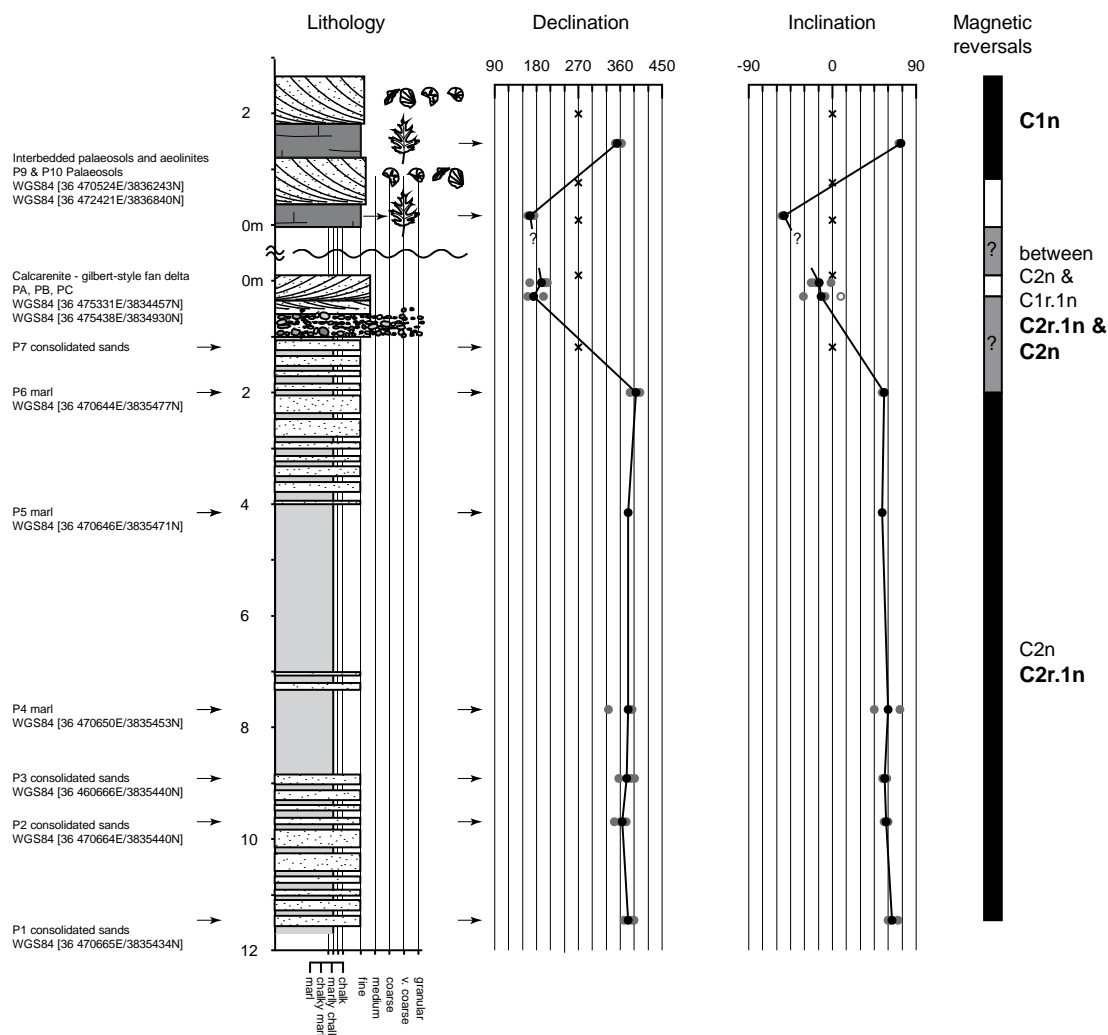 Lithology
Declination
Inclination
Magnetic
reversals
90 180 270 360 450
-90 0 90
2
C1n
Interbedded palaeosols and aeolinites
P9 & P10 Palaeosols
WGS84 [36 470524E/3836243N]
WGS84 [36 472421E/3836840N]
0m
?
?
?
between
C2n &
C1r.1n
C2r.1n &
C2n
?
0m
Calcarenite - gilbert-style fan delta
PA, PB, PC
WGS84 [36 475331E/3834457N]
WGS84 [36 475438E/3834930N]
P7 consolidated sands
P6 marl
WGS84 [36 470644E/3835477N]
2
P5 marl
WGS84 [36 470646E/3835471N]
4
6
C2n
C2r.1n
P4 marl
WGS84 [36 470650E/3835453N]
8
P3 consolidated sands
WGS84 [36 460666E/3835440N]
P2 consolidated sands
WGS84 [36 470664E/3835440N]
10
P1 consolidated sands
WGS84 [36 470665E/3835434N]
12
marl
chalky marl
marlly chalk
chalk
fine
medium
coarse
v. coarse
granular